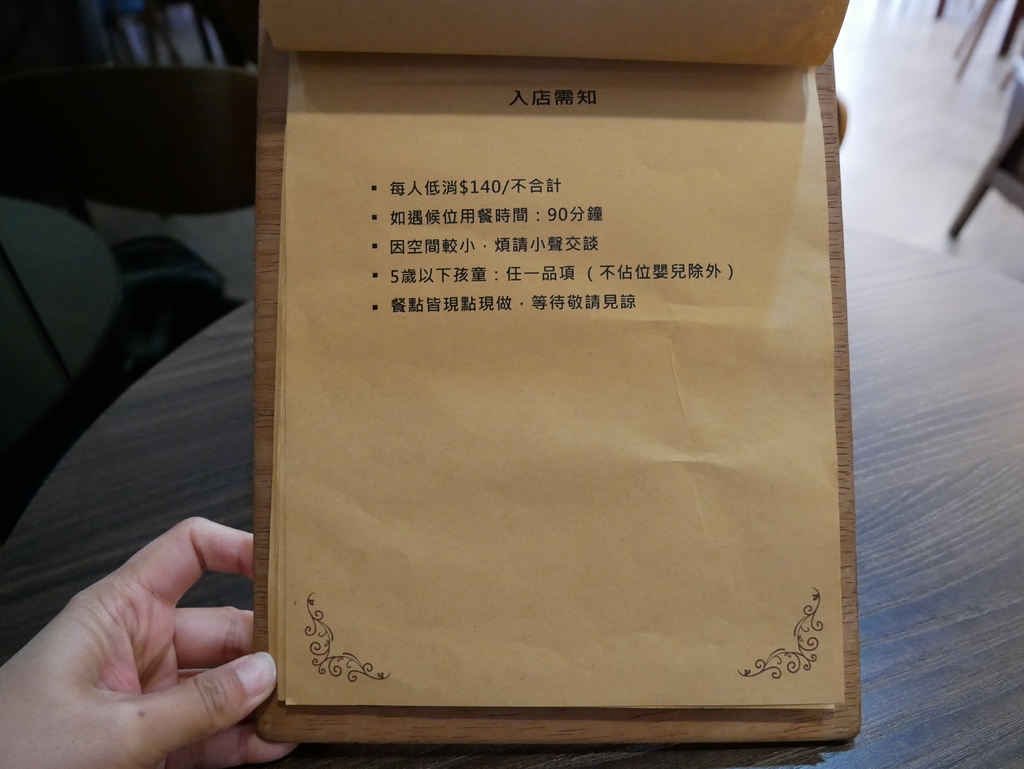 入店需知
▪ 每人低消$140/不合計
▪ 如遇候位用餐時間：90分鐘
▪ 因空間較小，煩請小聲交談
▪ 5歲以下孩童：任一品項（不佔位嬰兒除外）
▪ 餐點皆現點現做，等待敬請見諒